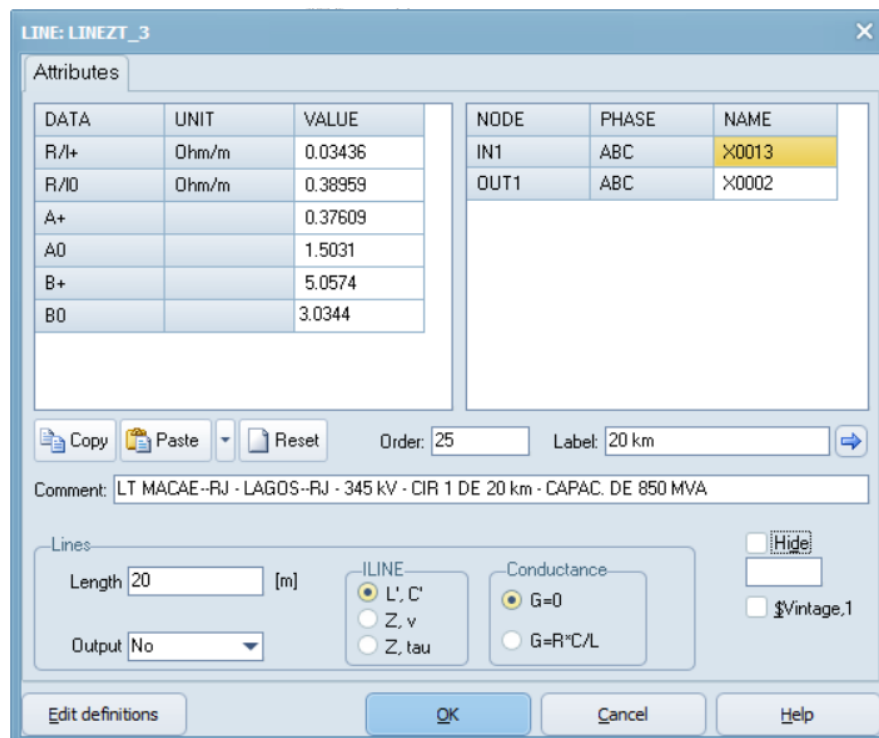 LINE: LINEZT_3
Attributes
DATA UNIT VALUE
R/I+ Ohm/m 0.03436
R/I0 Ohm/m 0.38959
A+ 0.37609
A0 1.5031
B+ 5.0574
B0 3.0344
NODE PHASE NAME
IN1 ABC X0013
OUT1 ABC X0002
Copy Paste Reset Order: 25 Label: 20 km
Comment: LT MACAE--RJ - LAGOS--RJ - 345 kV - CIR 1 DE 20 km - CAPAC. DE 850 MVA
Lines
Length 20 [m]
Output No
ILINE
L', C'
Z, v
Z, tau
Conductance
G=0
G=R*C/L
Hide
$Vintage,1
Edit definitions OK Cancel Help